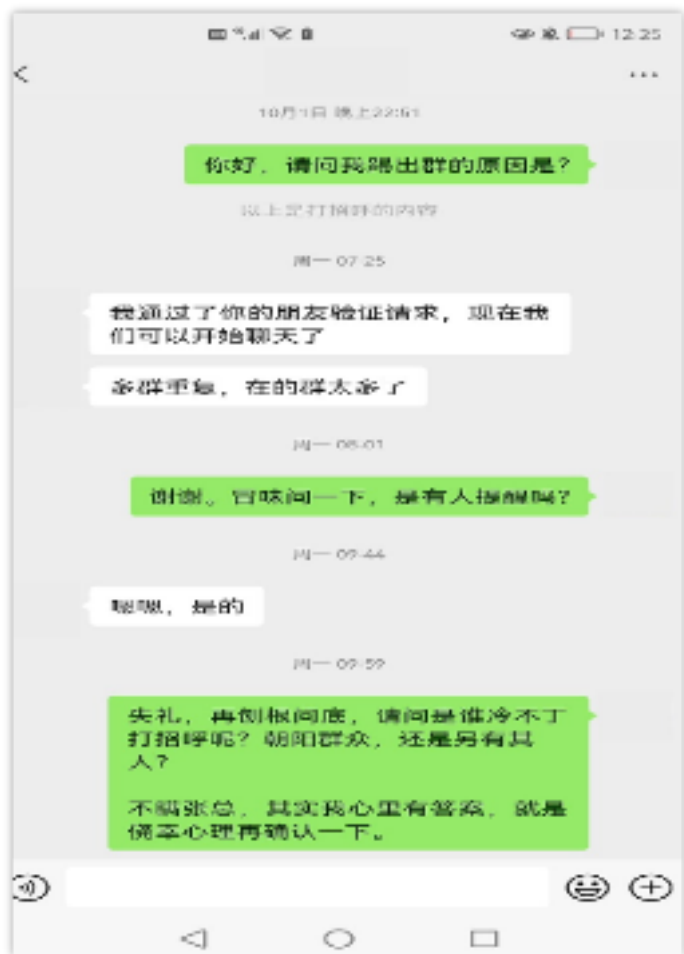 12:25
10月1日 晚上22:51
你好，请问我踢出群的原因是?
以上是打招呼的内容
周一 07:25
我通过了你的朋友验证请求，现在我
们可以开始聊天了
多群重复，在的群太多了
周一 08:01
谢谢。冒昧问一下，是有人提醒吗?
周一 09:44
嗯嗯，是的
周一 09:59
失礼，再刨根问底，请问是谁冷不丁
打招呼呢? 朝阳群众，还是另有其
人?
不瞒张总，其实我心里有答案，就是
侥幸心理再确认一下。